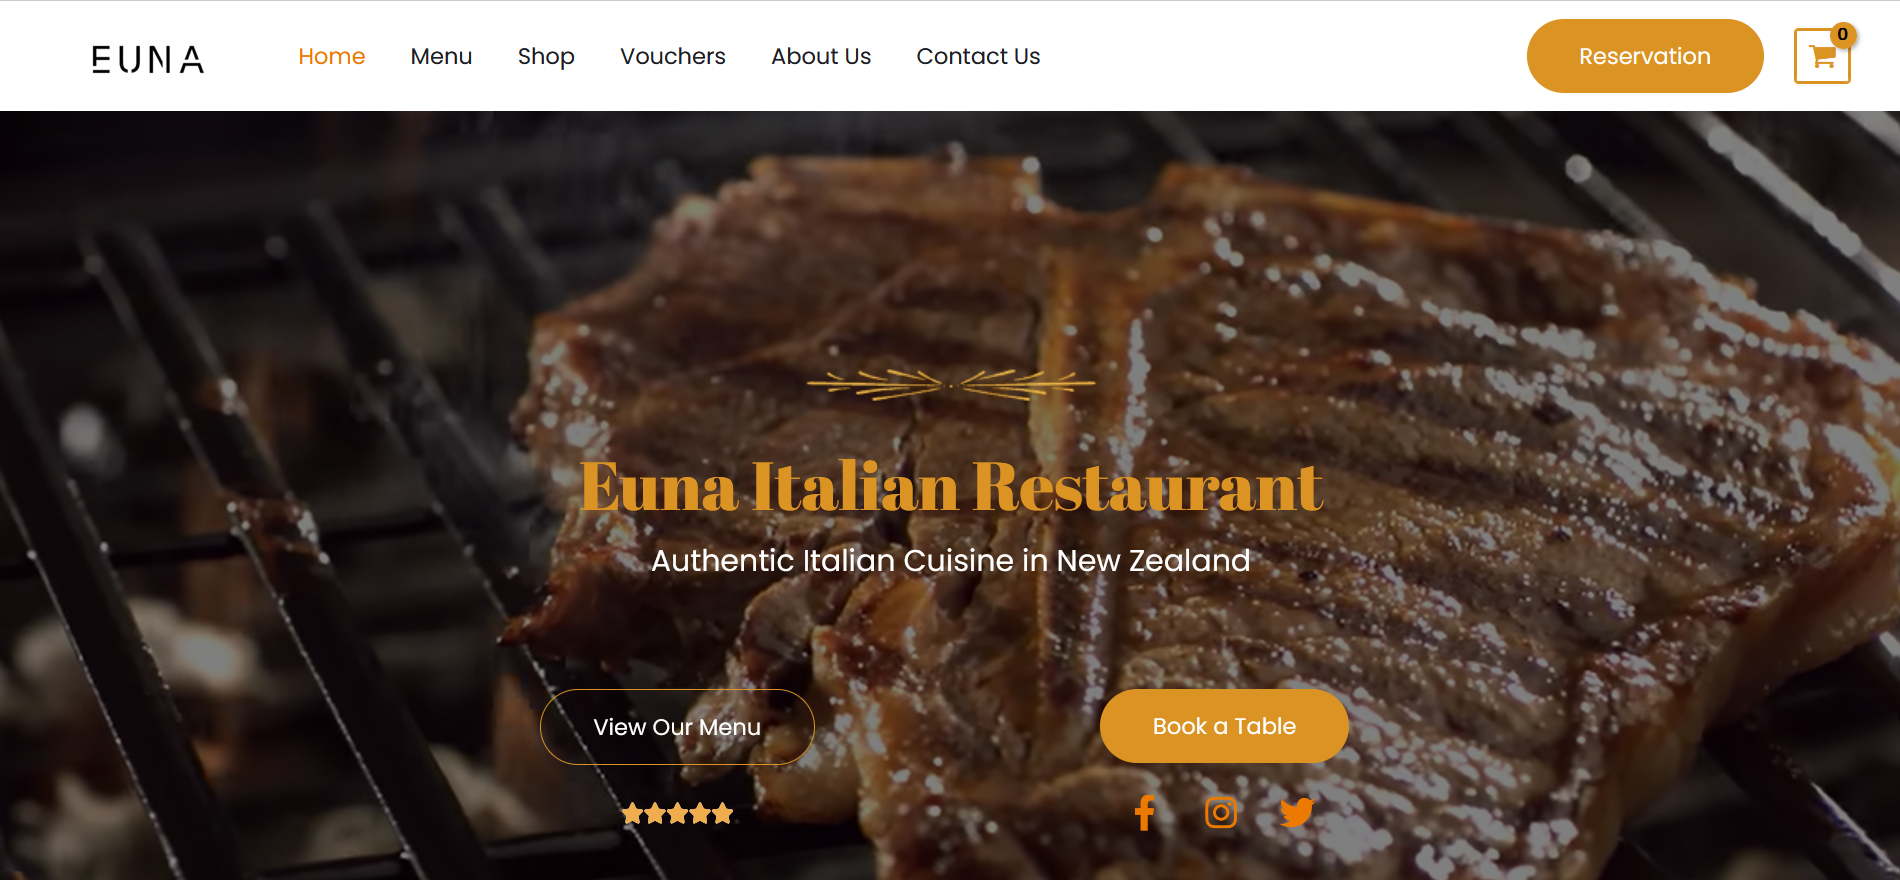 EUNA
Home Menu Shop Vouchers About Us Contact Us
Reservation
0
Euna Italian Restaurant
Authentic Italian Cuisine in New Zealand
View Our Menu
Book a Table